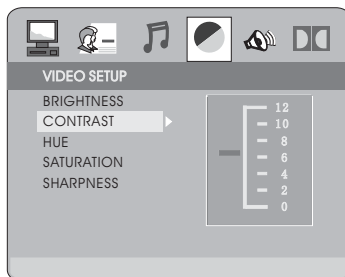 VIDEO SETUP
BRIGHTNESS
CONTRAST
HUE
SATURATION
SHARPNESS
12
10
8
6
4
2
0